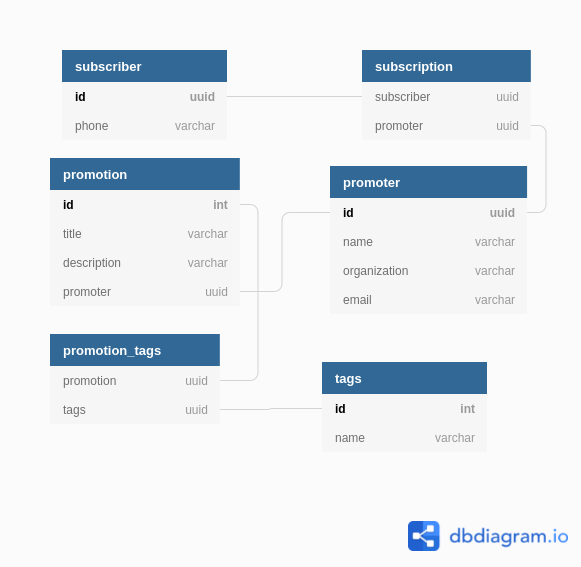 subscriber
id uuid
phone varchar
subscription
subscriber uuid
promoter uuid
promotion
id int
title varchar
description varchar
promoter uuid
promoter
id uuid
name varchar
organization varchar
email varchar
promotion_tags
promotion uuid
tags uuid
tags
id int
name varchar
dbdiagram.io